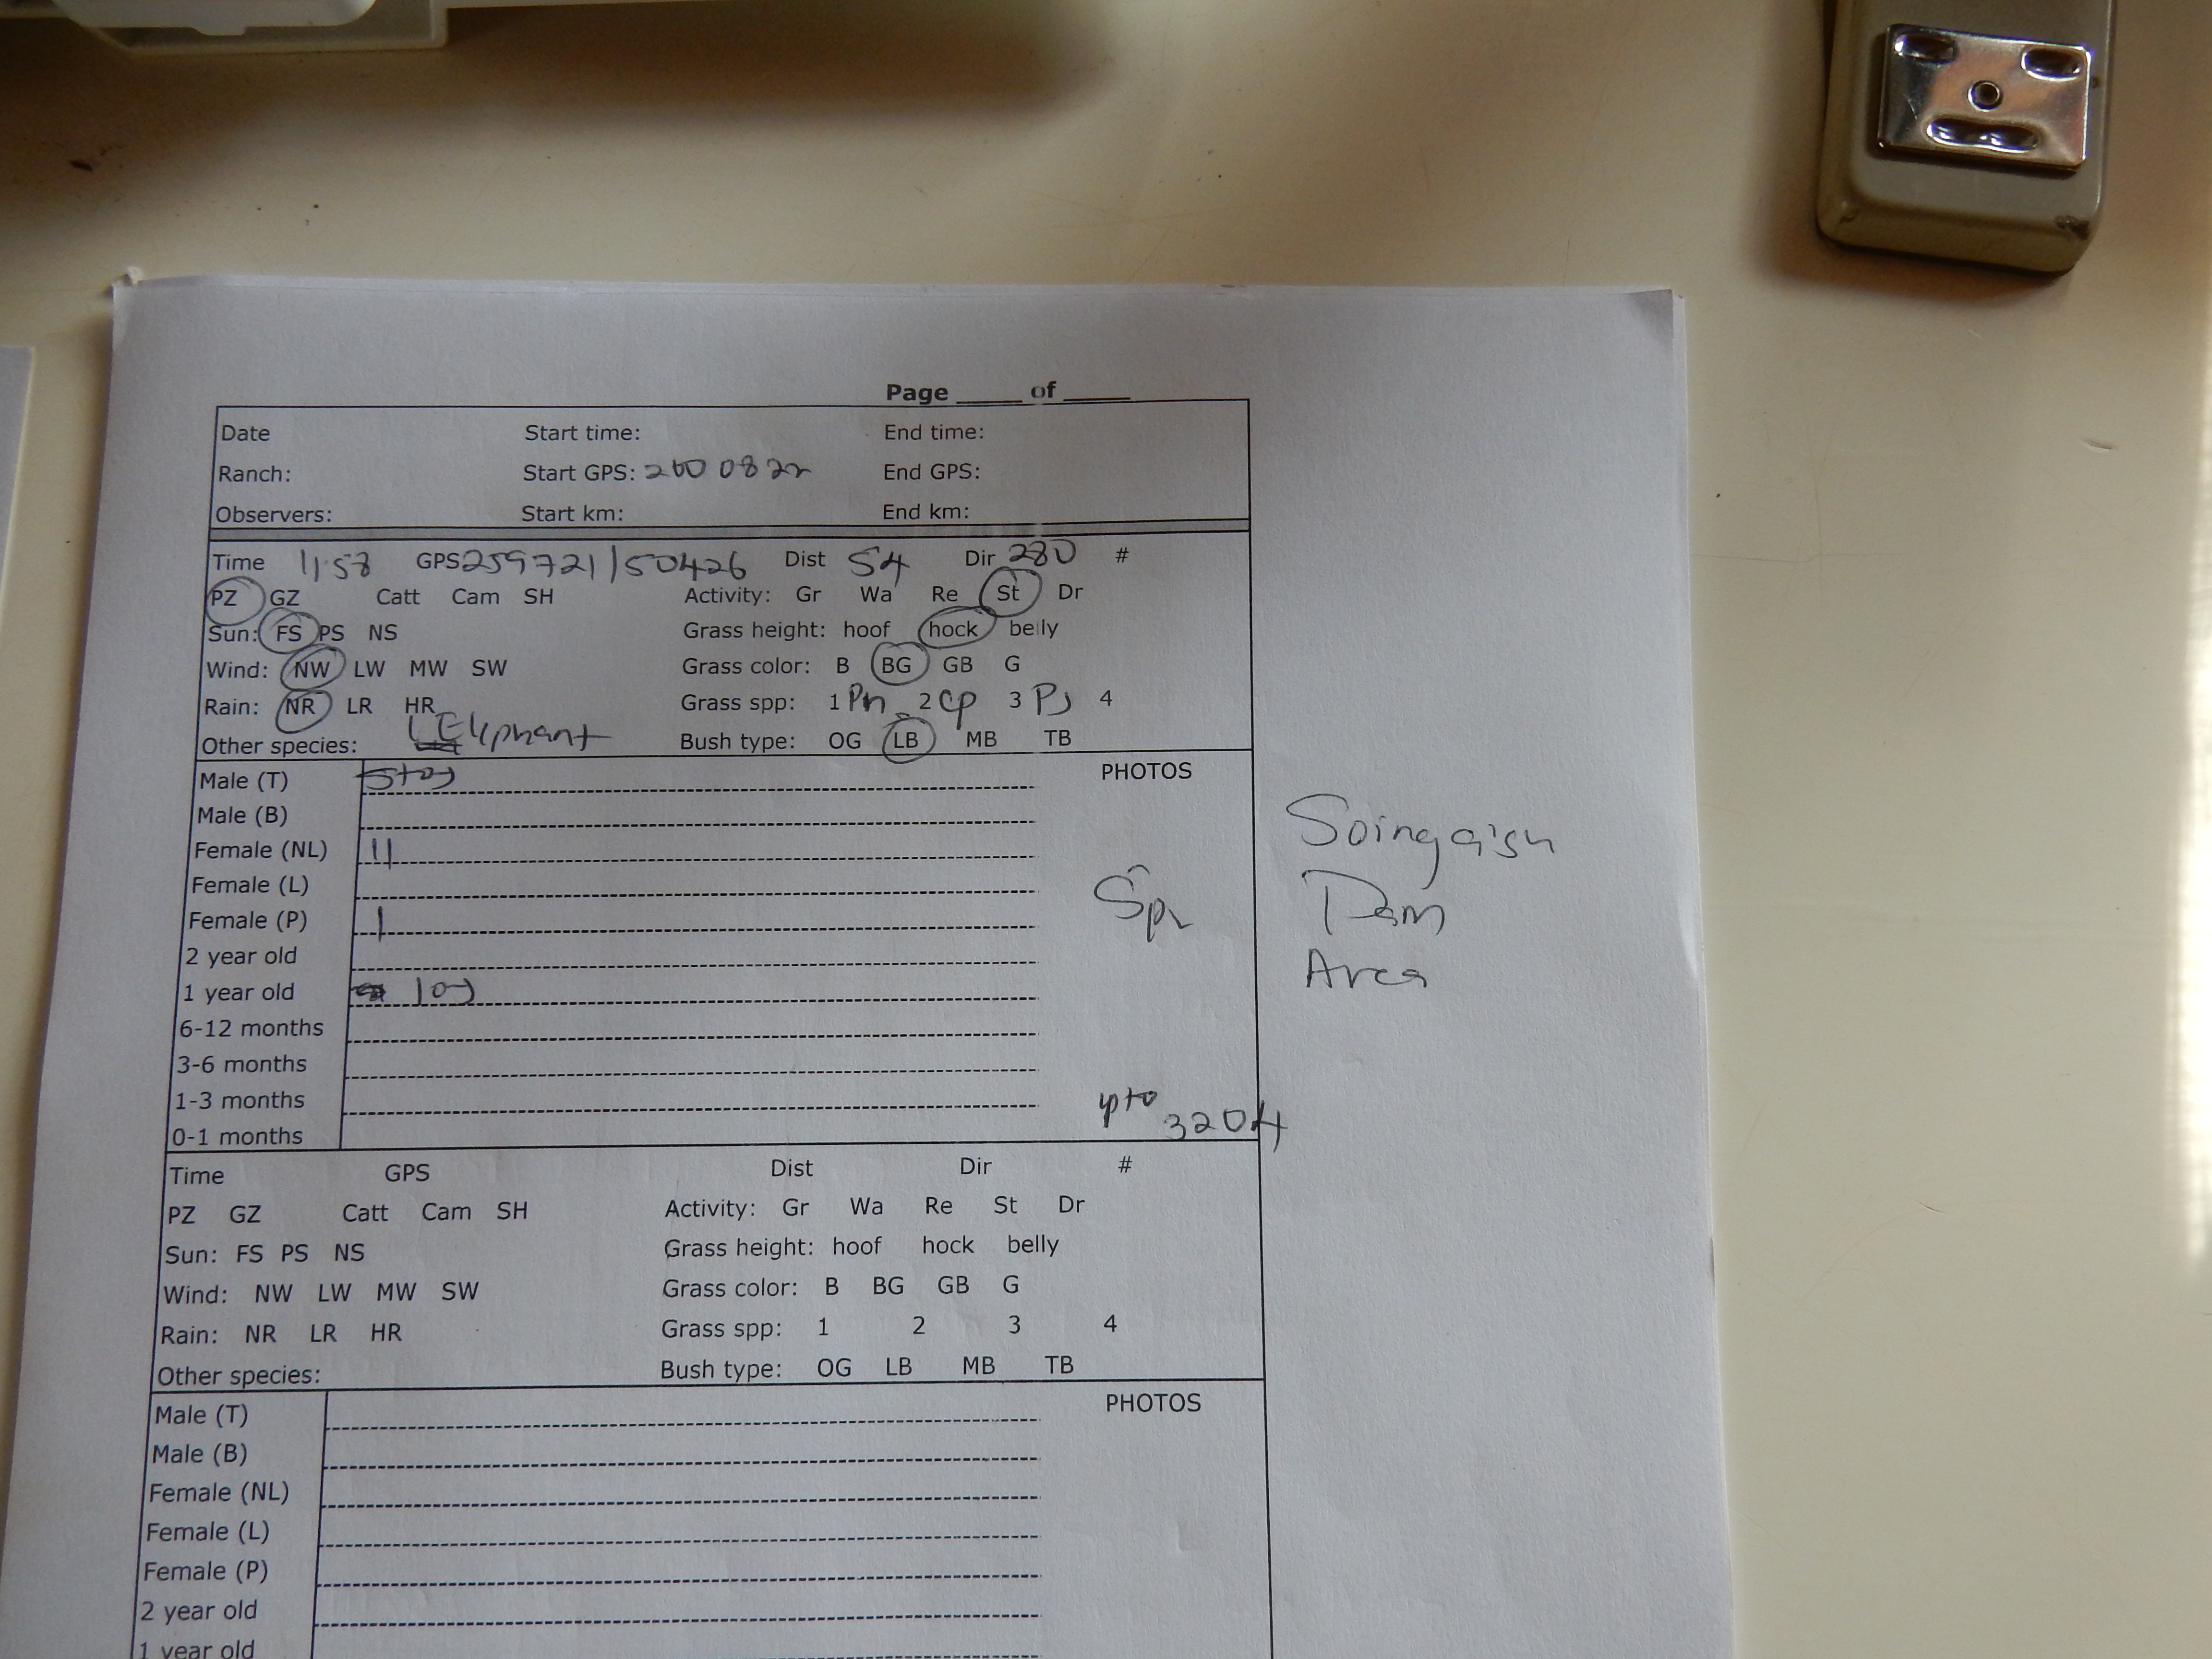 Page _____ of _____
Date Start time: End time:
Ranch: Start GPS: End GPS:
Observers: Start km: End km:
Time 11:58 GPS 259721/50426 Dist 54 Dir 280 #
PZ GZ Catt Cam SH Activity: Gr Wa Re St Dr
Sun: FS PS NS Grass height: hoof hock belly
Wind: NW LW MW SW Grass color: B BG GB G
Rain: NR LR HR Grass spp: 1 Pn 2 Cp 3 PJ 4
Other species: 1 Elephant Bush type: OG LB MB TB
Male (T) PHOTOS
Male (B)
Female (NL) 11
Female (L)
Female (P) 1
2 year old
1 year old
6-12 months
3-6 months
1-3 months
0-1 months
upto 3204
Dam
Area
Time GPS Dist Dir #
PZ GZ Catt Cam SH Activity: Gr Wa Re St Dr
Sun: FS PS NS Grass height: hoof hock belly
Wind: NW LW MW SW Grass color: B BG GB G
Rain: NR LR HR Grass spp: 1 2 3 4
Other species: Bush type: OG LB MB TB
Male (T) PHOTOS
Male (B)
Female (NL)
Female (L)
Female (P)
2 year old
1 year old